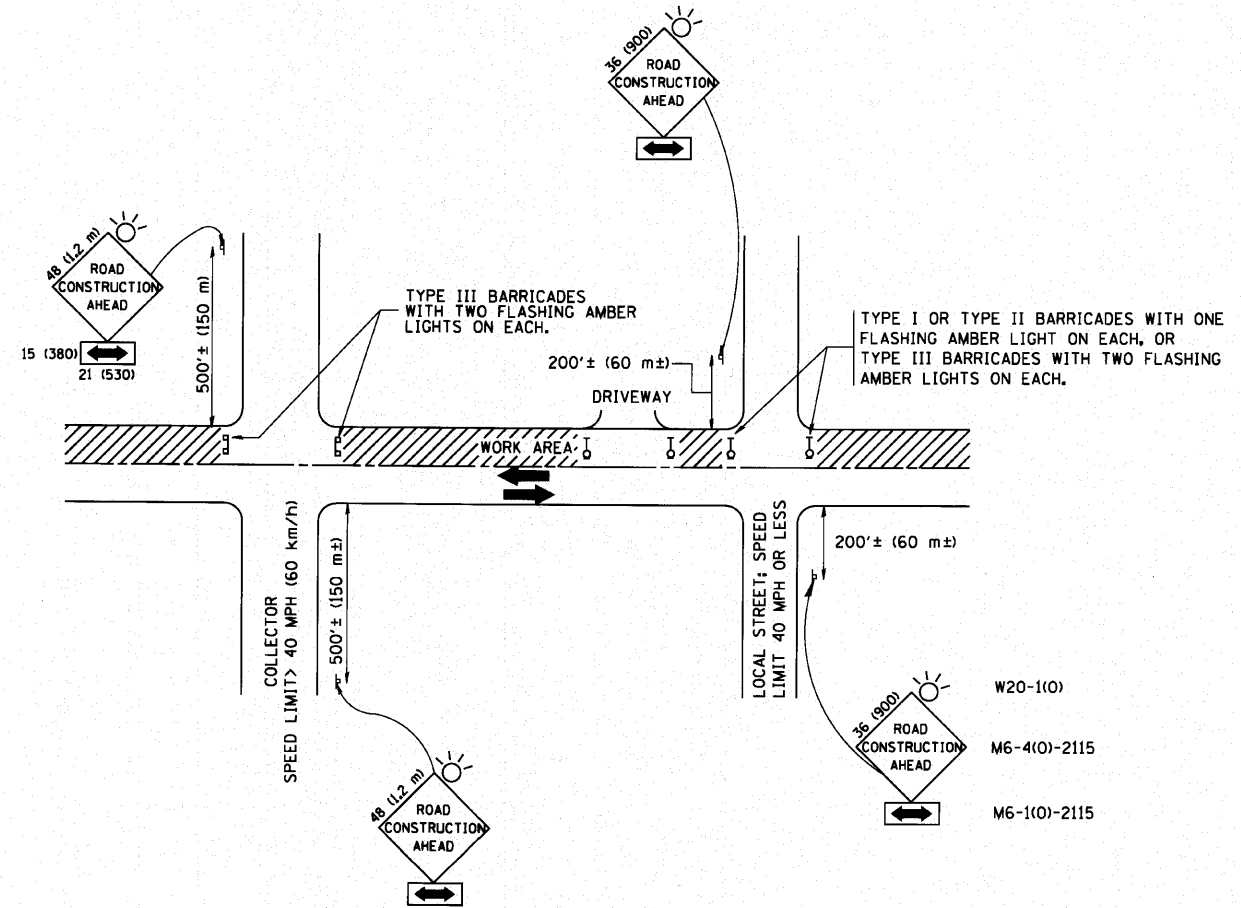 36 (900)
ROAD
CONSTRUCTION
AHEAD
48 (1.2 m)
ROAD
CONSTRUCTION
AHEAD
15 (380)
21 (530)
500'± (150 m)
TYPE III BARRICADES
WITH TWO FLASHING AMBER
LIGHTS ON EACH.
200'± (60 m±)
DRIVEWAY
TYPE I OR TYPE II BARRICADES WITH ONE
FLASHING AMBER LIGHT ON EACH, OR
TYPE III BARRICADES WITH TWO FLASHING
AMBER LIGHTS ON EACH.
WORK AREA
COLLECTOR
SPEED LIMIT> 40 MPH (60 km/h)
500'± (150 m±)
LOCAL STREET; SPEED
LIMIT 40 MPH OR LESS
200'± (60 m±)
48 (1.2 m)
ROAD
CONSTRUCTION
AHEAD
36 (900)
ROAD
CONSTRUCTION
AHEAD
W20-1(O)
M6-4(O)-2115
M6-1(O)-2115